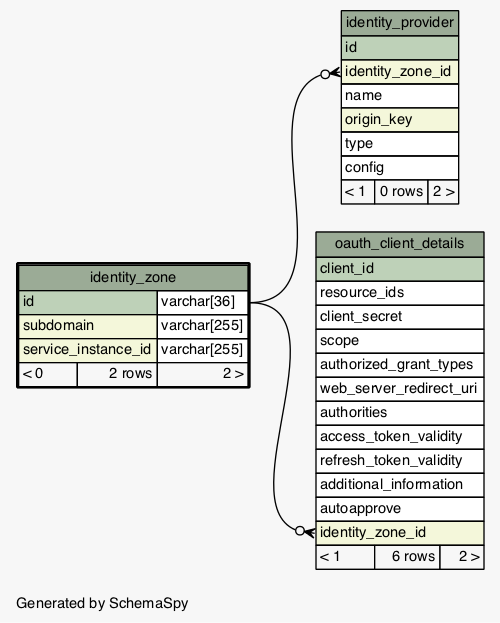 identity_provider
id
identity_zone_id
name
origin_key
type
config
< 1 0 rows 2 >
oauth_client_details
client_id
resource_ids
client_secret
scope
authorized_grant_types
web_server_redirect_uri
authorities
access_token_validity
refresh_token_validity
additional_information
autoapprove
identity_zone_id
< 1 6 rows 2 >
identity_zone
id varchar[36]
subdomain varchar[255]
service_instance_id varchar[255]
< 0 2 rows 2 >
Generated by SchemaSpy